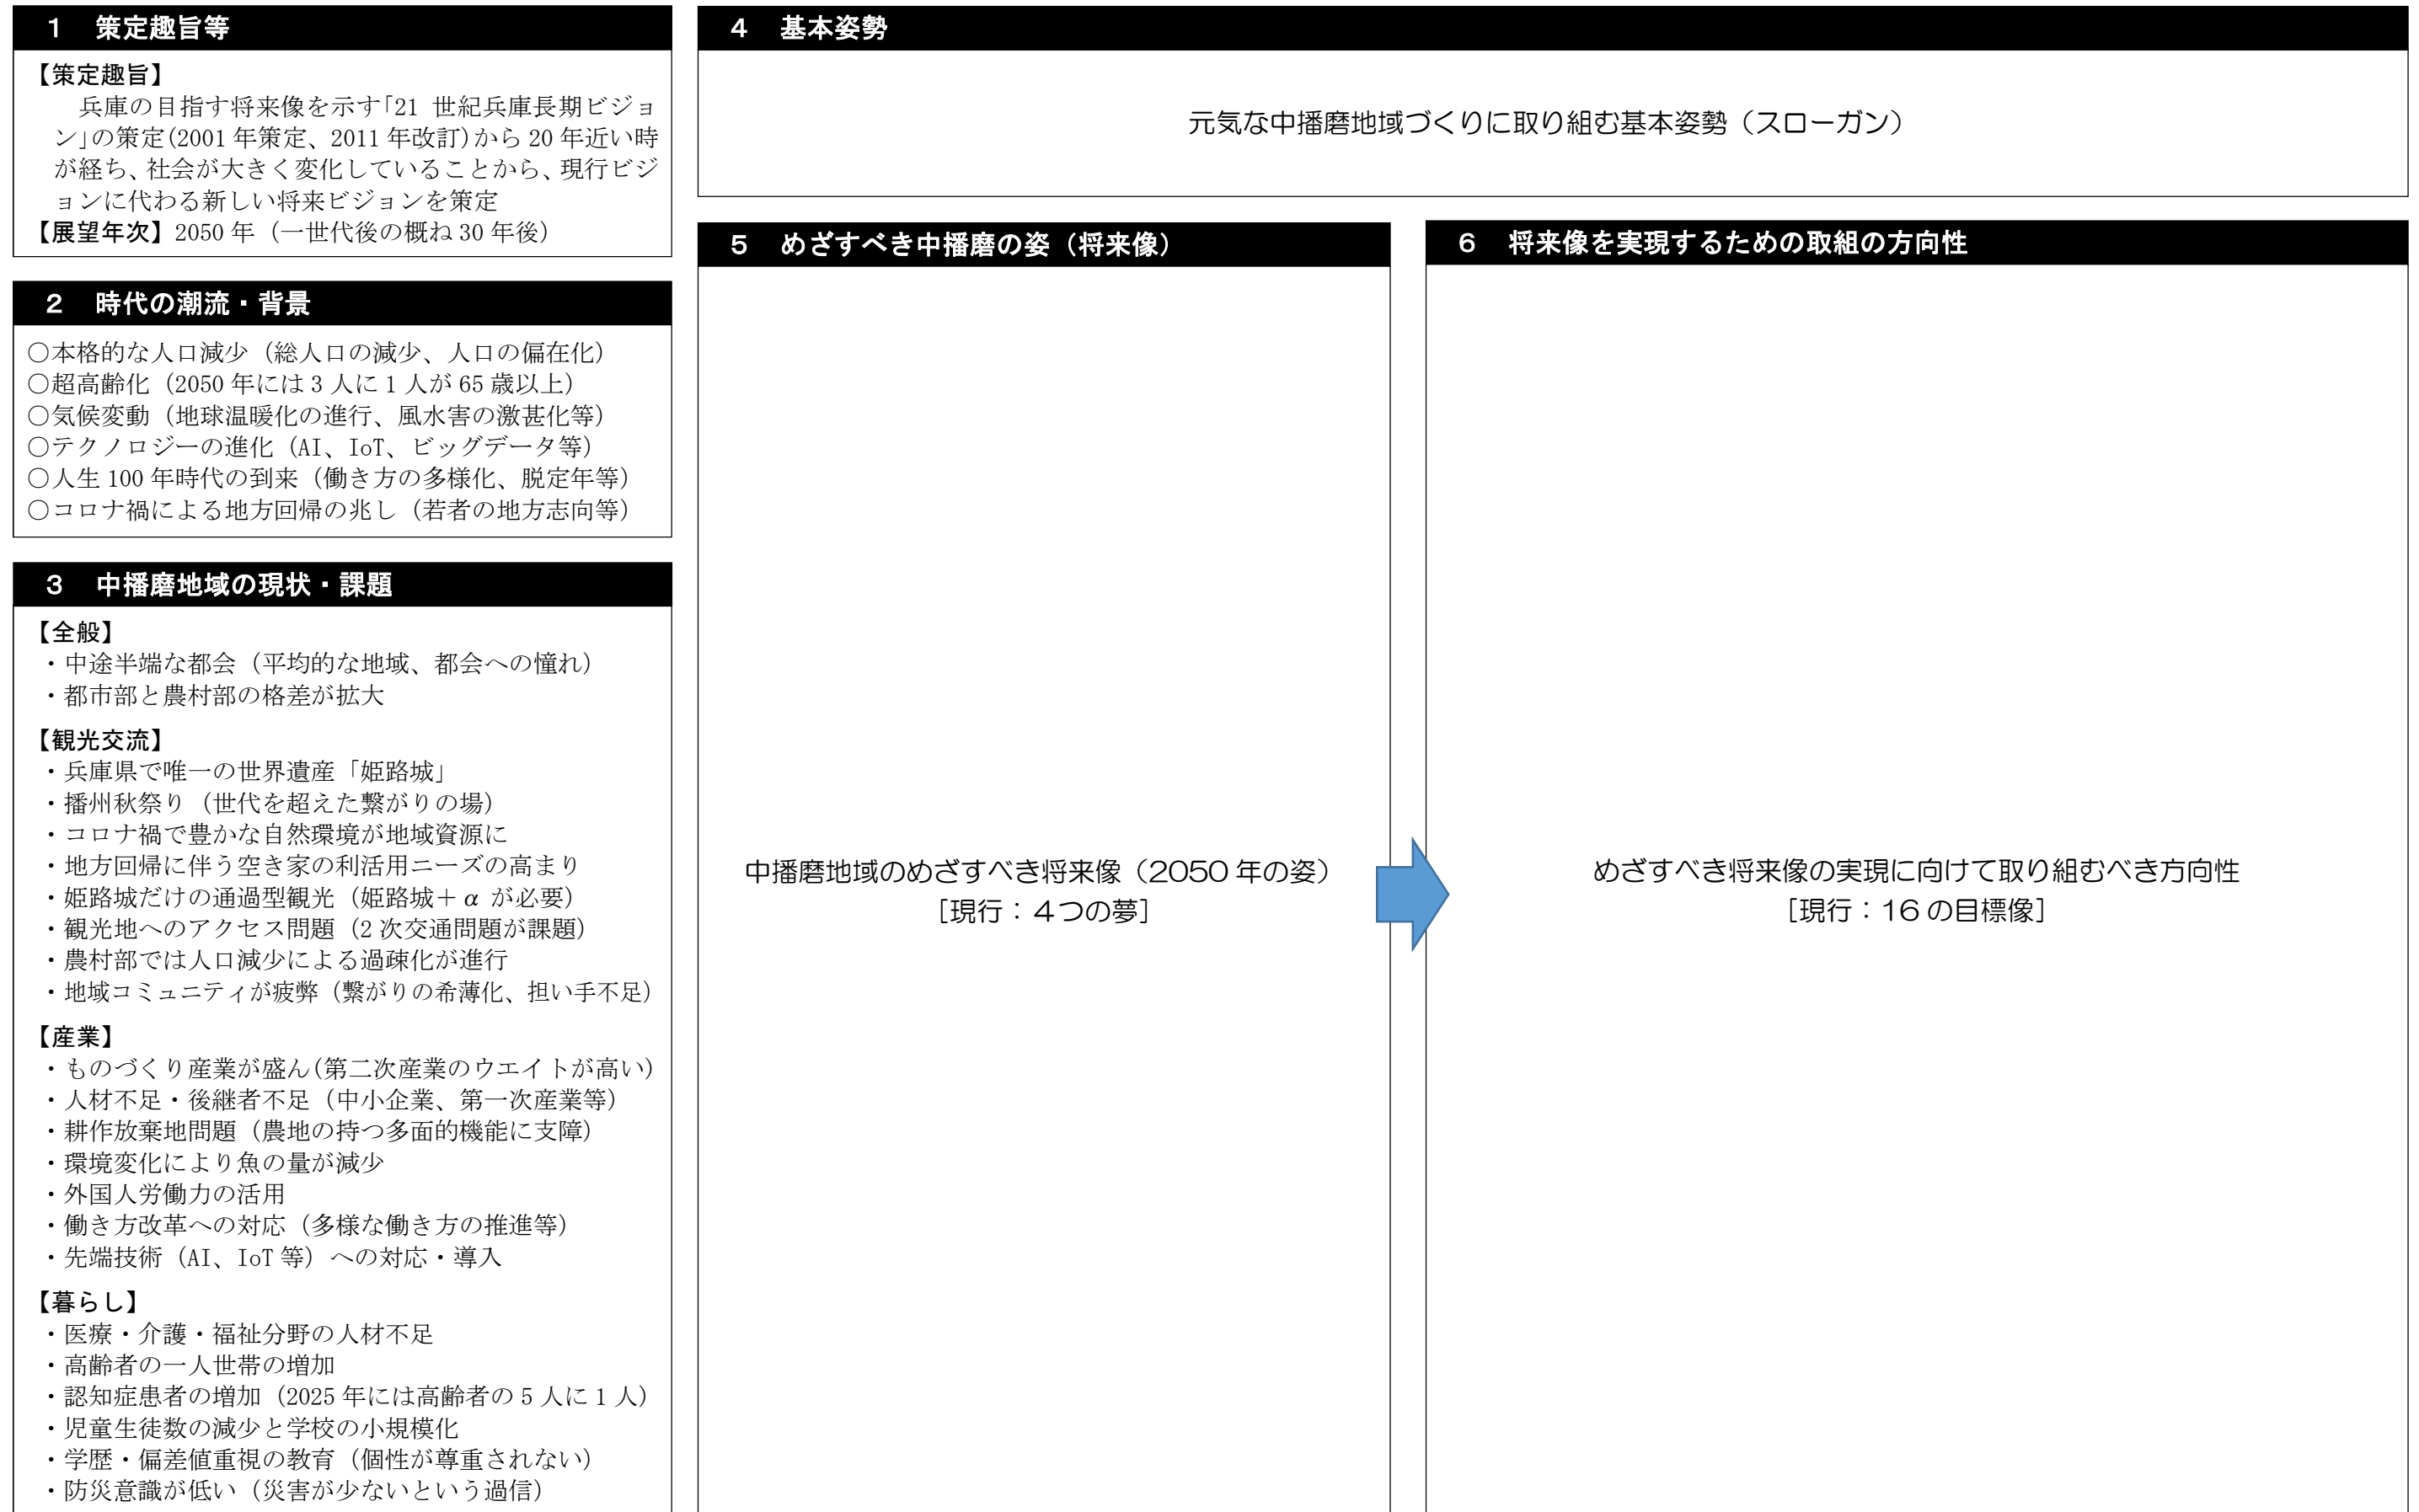 1 策定趣旨等
【策定趣旨】
兵庫の目指す将来像を示す「21 世紀兵庫長期ビジョ
ン」の策定(2001 年策定、2011 年改訂)から 20 年近い時
が経ち、社会が大きく変化していることから、現行ビジ
ョンに代わる新しい将来ビジョンを策定
【展望年次】2050 年（一世代後の概ね 30 年後）
2 時代の潮流・背景
○本格的な人口減少（総人口の減少、人口の偏在化）
○超高齢化（2050 年には 3 人に 1 人が 65 歳以上）
○気候変動（地球温暖化の進行、風水害の激甚化等）
○テクノロジーの進化（AI、IoT、ビッグデータ等）
○人生 100 年時代の到来（働き方の多様化、脱定年等）
○コロナ禍による地方回帰の兆し（若者の地方志向等）
3 中播磨地域の現状・課題
【全般】
・中途半端な都会（平均的な地域、都会への憧れ）
・都市部と農村部の格差が拡大
【観光交流】
・兵庫県で唯一の世界遺産「姫路城」
・播州秋祭り（世代を超えた繋がりの場）
・コロナ禍で豊かな自然環境が地域資源に
・地方回帰に伴う空き家の利活用ニーズの高まり
・姫路城だけの通過型観光（姫路城＋α が必要）
・観光地へのアクセス問題（2 次交通問題が課題）
・農村部では人口減少による過疎化が進行
・地域コミュニティが疲弊（繋がりの希薄化、担い手不足）
【産業】
・ものづくり産業が盛ん(第二次産業のウエイトが高い)
・人材不足・後継者不足（中小企業、第一次産業等）
・耕作放棄地問題（農地の持つ多面的機能に支障）
・環境変化により魚の量が減少
・外国人労働力の活用
・働き方改革への対応（多様な働き方の推進等）
・先端技術（AI、IoT 等）への対応・導入
【暮らし】
・医療・介護・福祉分野の人材不足
・高齢者の一人世帯の増加
・認知症患者の増加（2025 年には高齢者の 5 人に 1 人）
・児童生徒数の減少と学校の小規模化
・学歴・偏差値重視の教育（個性が尊重されない）
・防災意識が低い（災害が少ないという過信）
4 基本姿勢
元気な中播磨地域づくりに取り組む基本姿勢（スローガン）
5 めざすべき中播磨の姿（将来像）
中播磨地域のめざすべき将来像（2050 年の姿）
［現行：４つの夢］
6 将来像を実現するための取組の方向性
めざすべき将来像の実現に向けて取り組むべき方向性
［現行：16 の目標像］